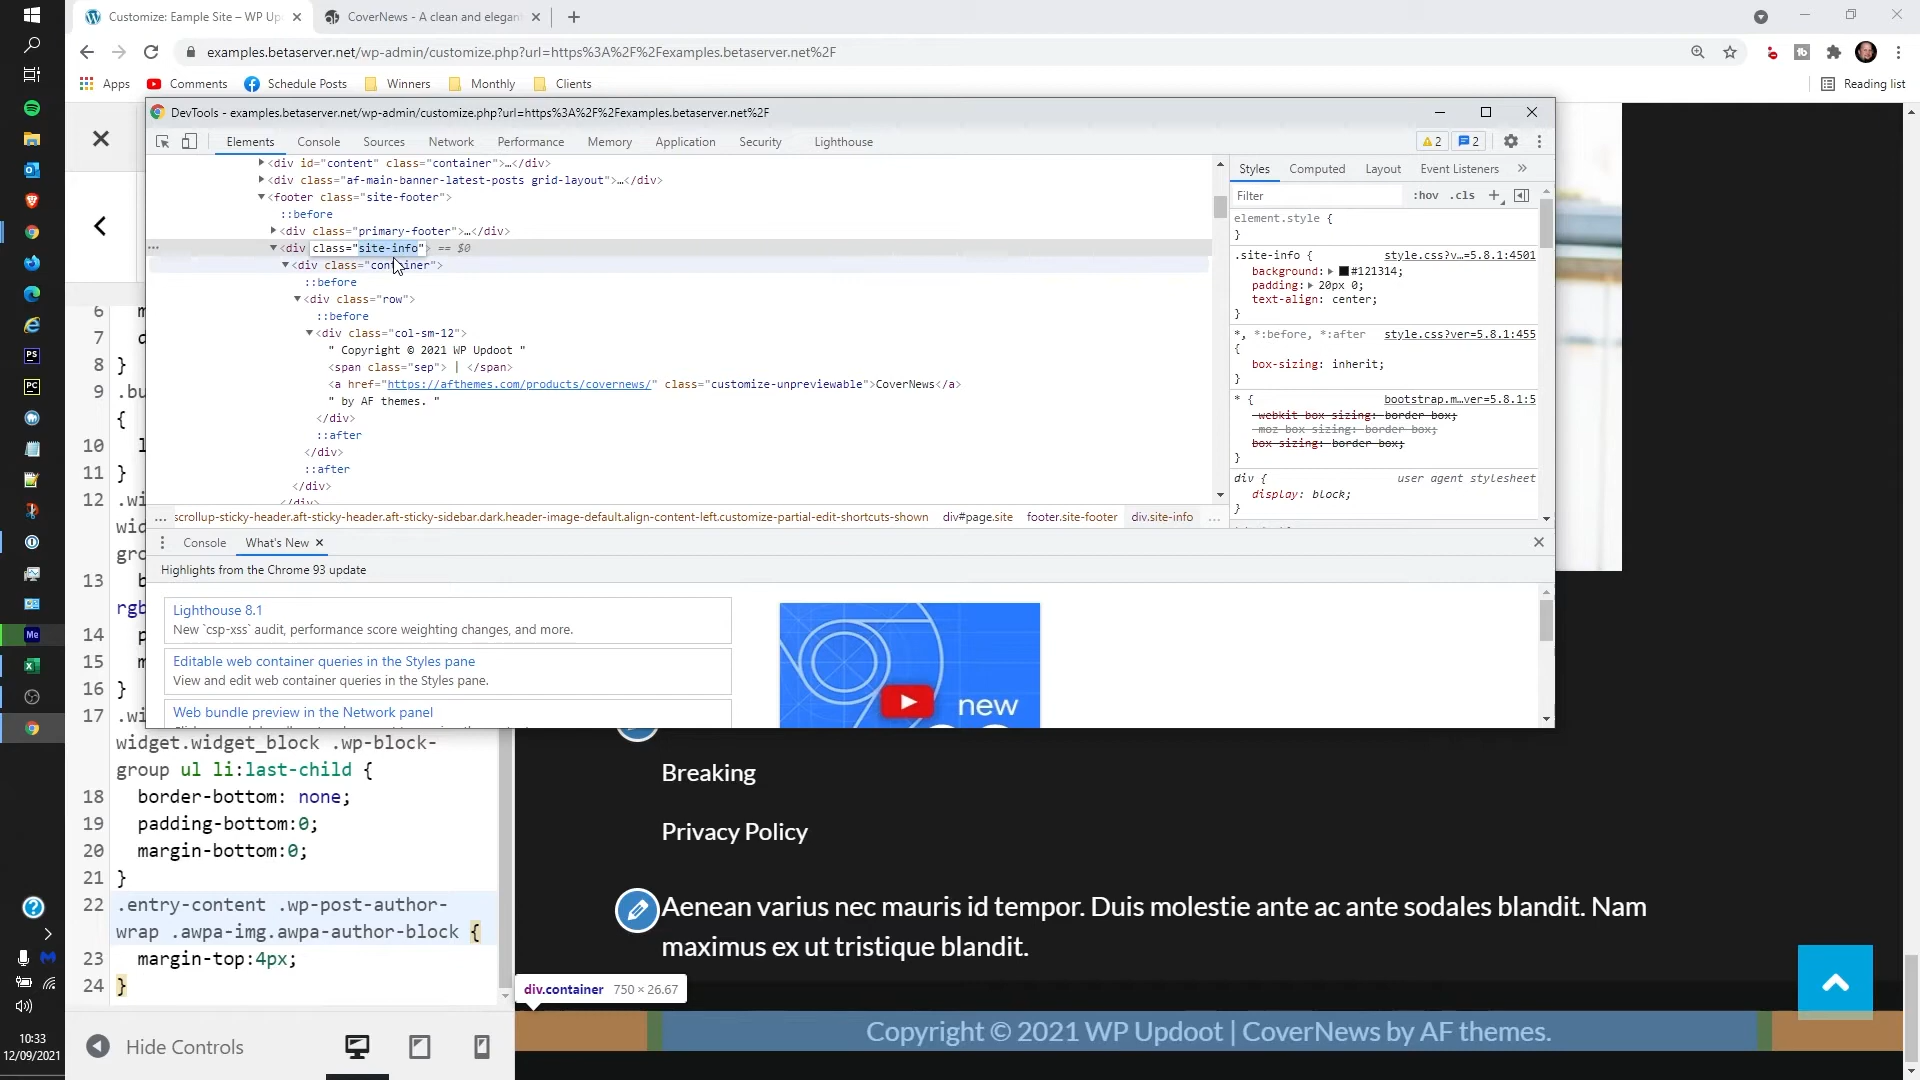 Customize: Eample Site – WP Up
CoverNews - A clean and elegan
examples.betaserver.net/wp-admin/customize.php?url=https%3A%2F%2Fexamples.betaserver.net%2F
Apps
Comments
Schedule Posts
Winners
Monthly
Clients
Reading list
DevTools - examples.betaserver.net/wp-admin/customize.php?url=https%3A%2F%2Fexamples.betaserver.net%2F
Elements
Console
Sources
Network
Performance
Memory
Application
Security
Lighthouse
2
2
<div id="content" class="container">…</div>
<div class="af-main-banner-latest-posts grid-layout">…</div>
<footer class="site-footer">
::before
<div class="primary-footer">…</div>
<div class="site-info"> == $0
<div class="container">
::before
<div class="row">
::before
<div class="col-sm-12">
" Copyright © 2021 WP Updoot "
<span class="sep"> | </span>
<a href="https://afthemes.com/products/covernews/" class="customize-unpreviewable">CoverNews</a>
" by AF themes. "
</div>
::after
</div>
::after
</div>
</div>
... scrollup-sticky-header.aft-sticky-header.aft-sticky-sidebar.dark.header-image-default.align-content-left.customize-partial-edit-shortcuts-shown
div#page.site
footer.site-footer
div.site-info
...
Styles
Computed
Layout
Event Listeners
Filter
:hov
.cls
element.style {
}
.site-info {
style.css?v…=5.8.1:4501
background: #121314;
padding: 20px 0;
text-align: center;
}
*, *:before, *:after
style.css?ver=5.8.1:455
{
box-sizing: inherit;
}
* {
bootstrap.m…ver=5.8.1:5
-webkit-box-sizing: border-box;
-moz-box-sizing: border-box;
box-sizing: border-box;
}
div {
user agent stylesheet
display: block;
}
Console
What's New
Highlights from the Chrome 93 update
Lighthouse 8.1
New `csp-xss` audit, performance score weighting changes, and more.
Editable web container queries in the Styles pane
View and edit web container queries in the Styles pane.
Web bundle preview in the Network panel
new
6 m
7 d
8 }
9 .bu
{
10 l
11 }
12 .wi
wid
gro
13 b
rgb
14 p
15 m
16 }
17 .wi
widget.widget_block .wp-block-
group ul li:last-child {
18 border-bottom: none;
19 padding-bottom:0;
20 margin-bottom:0;
21 }
22 .entry-content .wp-post-author-
wrap .awpa-img.awpa-author-block {
23 margin-top:4px;
24 }
Hide Controls
Breaking
Privacy Policy
Aenean varius nec mauris id tempor. Duis molestie ante ac ante sodales blandit. Nam
maximus ex ut tristique blandit.
div.container 750 × 26.67
Copyright © 2021 WP Updoot | CoverNews by AF themes.
PS
PC
Me
10:33
12/09/2021